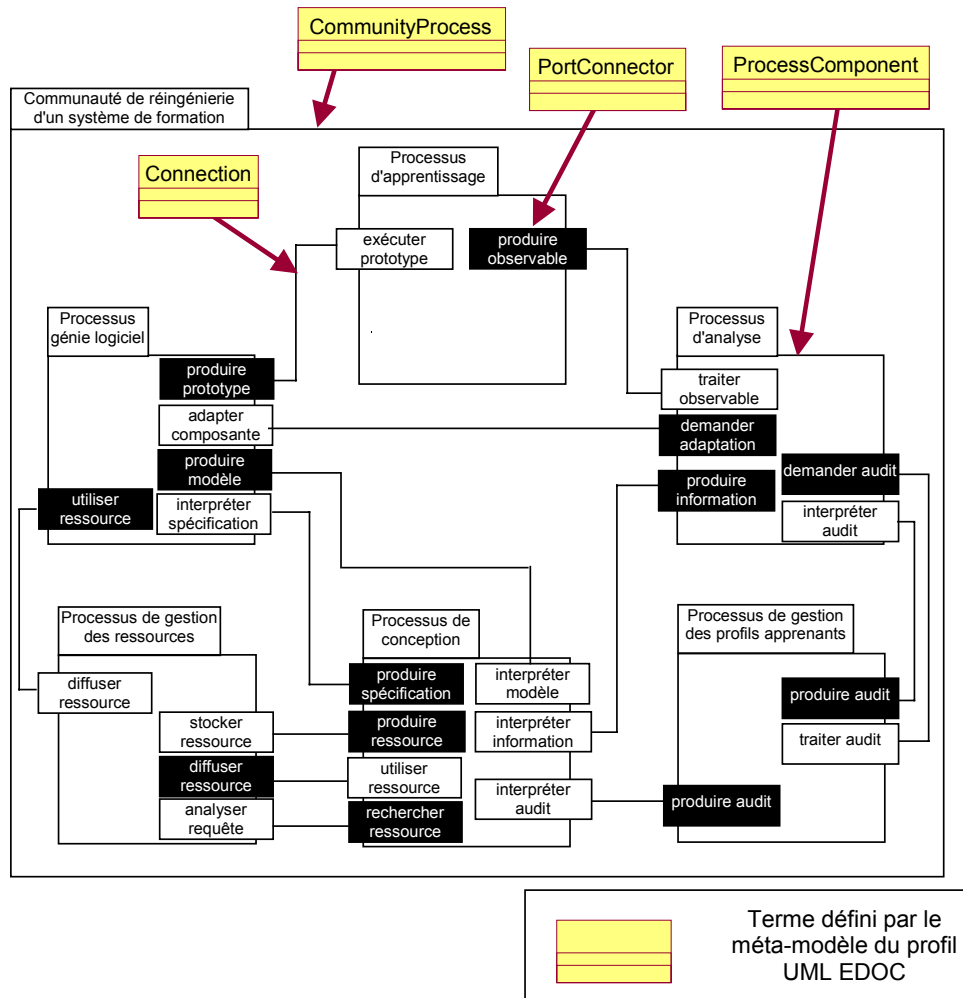 CommunityProcess
PortConnector
ProcessComponent
Communauté de réingénierie
d'un système de formation
Connection
Processus
d'apprentissage
exécuter
prototype
produire
observable
Processus
génie logiciel
produire
prototype
adapter
composante
produire
modèle
utiliser
ressource
interpréter
spécification
Processus
d'analyse
traiter
observable
demander
adaptation
produire
information
demander audit
interpréter
audit
Processus de gestion
des ressources
diffuser
ressource
stocker
ressource
diffuser
ressource
analyser
requête
Processus de
conception
produire
spécification
produire
ressource
utiliser
ressource
rechercher
ressource
interpréter
modèle
interpréter
information
interpréter
audit
Processus de gestion
des profils apprenants
produire audit
traiter audit
produire audit
Terme défini par le
méta-modèle du profil
UML EDOC